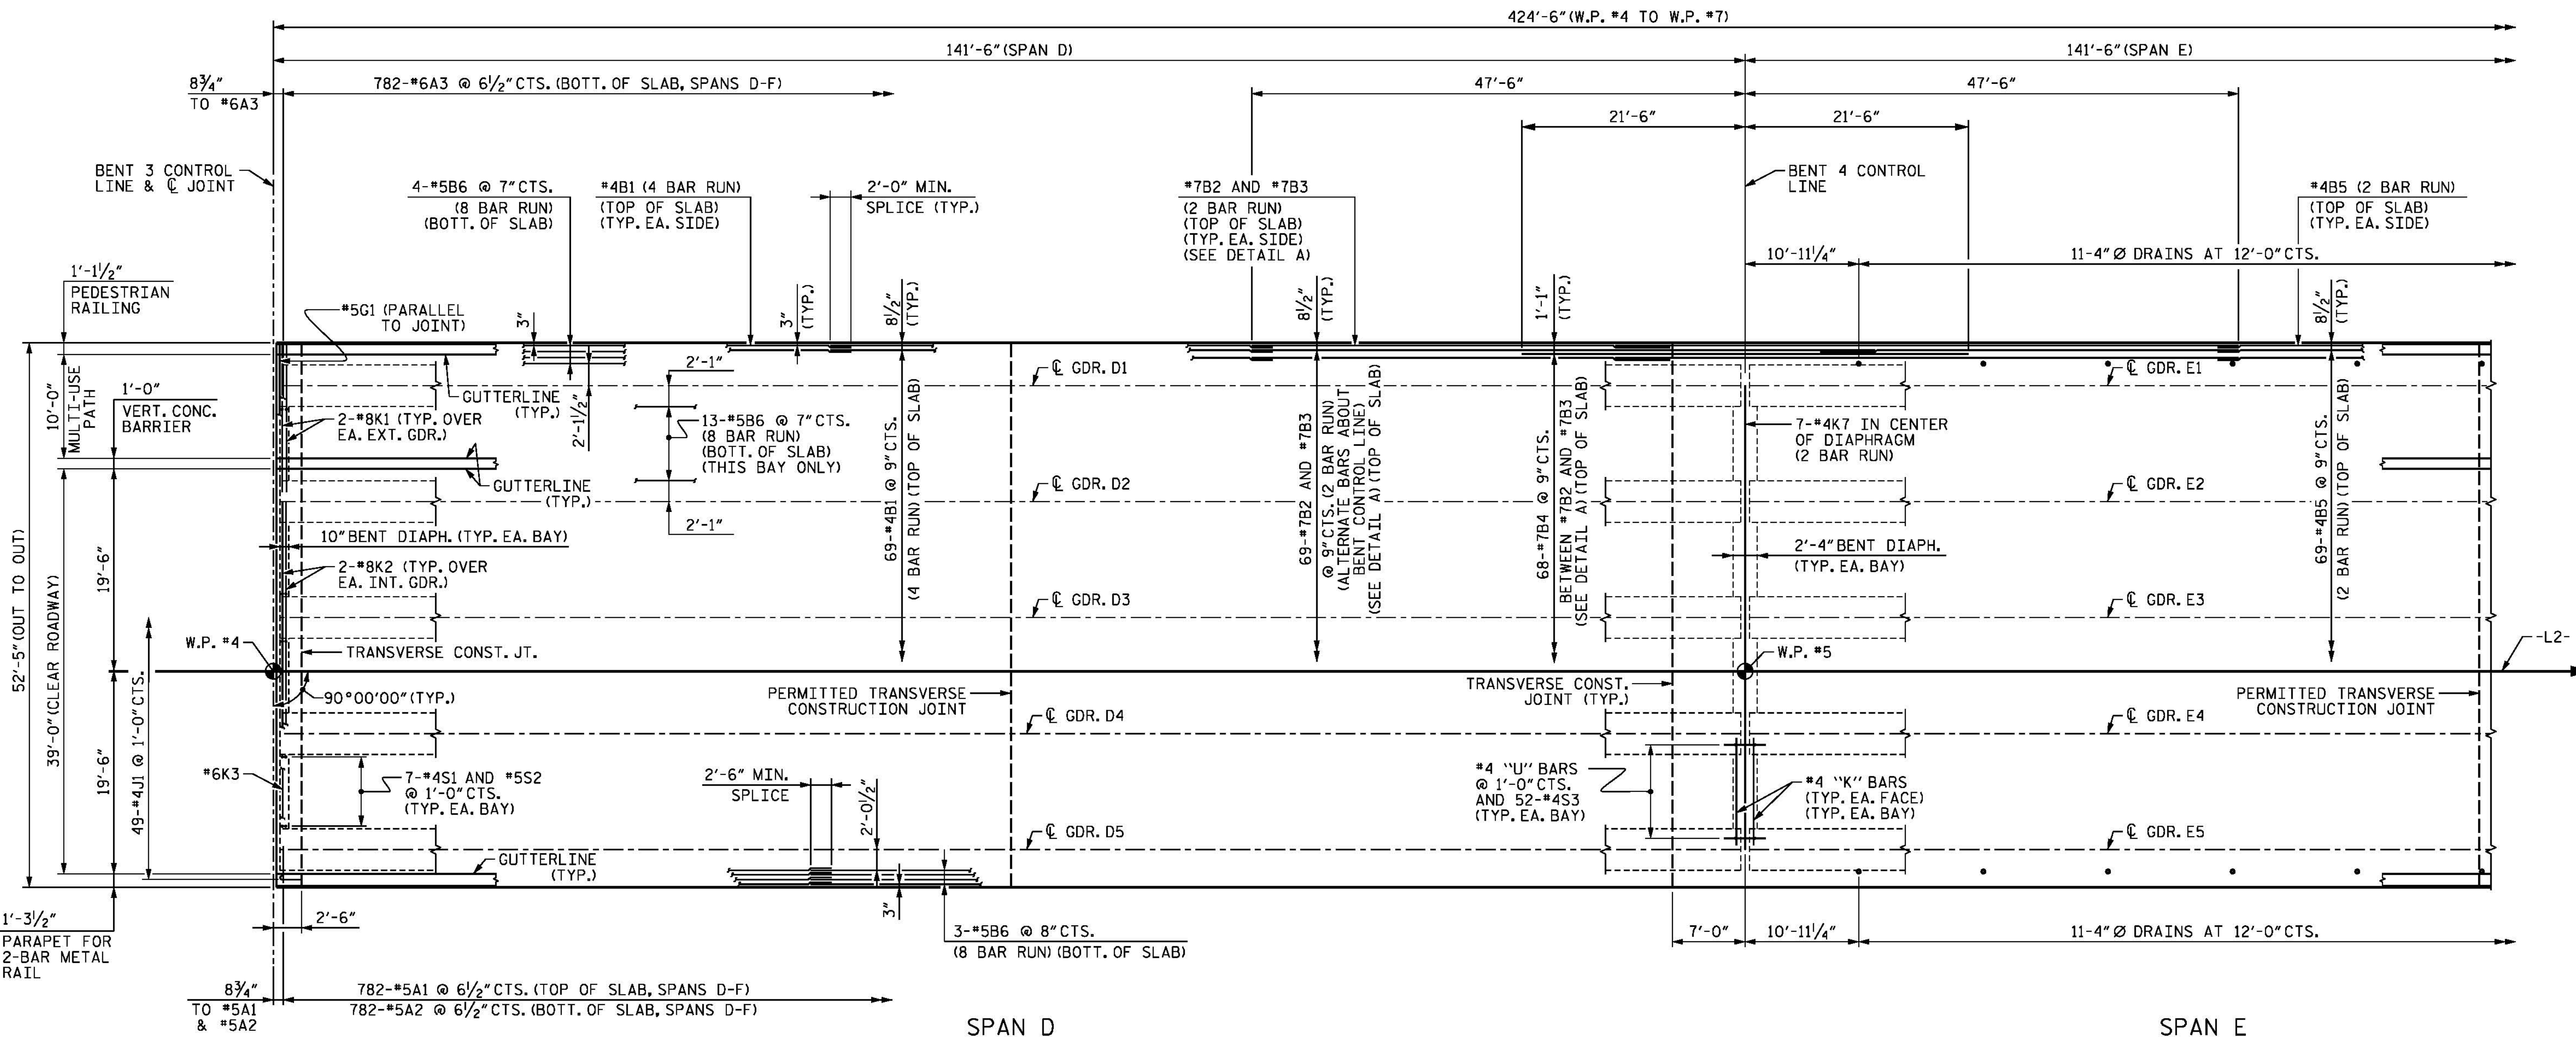 424'-6" (W.P. #4 TO W.P. #7)
141'-6" (SPAN D)
141'-6" (SPAN E)
8¾"
TO #6A3
782-#6A3 @ 6½" CTS. (BOTT. OF SLAB, SPANS D-F)
47'-6"
47'-6"
21'-6"
21'-6"
BENT 3 CONTROL
LINE & ℄ JOINT
4-#5B6 @ 7" CTS.
(8 BAR RUN)
(BOTT. OF SLAB)
#4B1 (4 BAR RUN)
(TOP OF SLAB)
(TYP. EA. SIDE)
2'-0" MIN.
SPLICE (TYP.)
#7B2 AND #7B3
(2 BAR RUN)
(TOP OF SLAB)
(TYP. EA. SIDE)
(SEE DETAIL A)
BENT 4 CONTROL
LINE
#4B5 (2 BAR RUN)
(TOP OF SLAB)
(TYP. EA. SIDE)
10'-11¼"
11-4" Ø DRAINS AT 12'-0" CTS.
1'-1½"
PEDESTRIAN
RAILING
#5G1 (PARALLEL
TO JOINT)
3"
3"
(TYP.)
8½"
(TYP.)
8½"
(TYP.)
1'-1"
(TYP.)
8½"
(TYP.)
10'-0"
MULTI-USE
PATH
1'-0"
VERT. CONC.
BARRIER
GUTTERLINE
(TYP.)
2-#8K1 (TYP. OVER
EA. EXT. GDR.)
2'-1½"
2'-1"
13-#5B6 @ 7" CTS.
(8 BAR RUN)
(BOTT. OF SLAB)
(THIS BAY ONLY)
2'-1"
GUTTERLINE
(TYP.)
69-#4B1 @ 9" CTS.
(4 BAR RUN) (TOP OF SLAB)
℄ GDR. D1
℄ GDR. D2
℄ GDR. D3
℄ GDR. D4
℄ GDR. D5
69-#7B2 AND #7B3
@ 9" CTS. (2 BAR RUN)
(ALTERNATE BARS ABOUT
BENT CONTROL LINE)
(SEE DETAIL A) (TOP OF SLAB)
68-#7B4 @ 9" CTS.
BETWEEN #7B2 AND #7B3
(SEE DETAIL A) (TOP OF SLAB)
7-#4K7 IN CENTER
OF DIAPHRAGM
(2 BAR RUN)
2'-4" BENT DIAPH.
(TYP. EA. BAY)
℄ GDR. E1
℄ GDR. E2
℄ GDR. E3
℄ GDR. E4
℄ GDR. E5
69-#4B5 @ 9" CTS.
(2 BAR RUN) (TOP OF SLAB)
52'-5" (OUT TO OUT)
39'-0" (CLEAR ROADWAY)
19'-6"
19'-6"
10" BENT DIAPH. (TYP. EA. BAY)
2-#8K2 (TYP. OVER
EA. INT. GDR.)
W.P. #4
TRANSVERSE CONST. JT.
90°00'00" (TYP.)
49-#4J1 @ 1'-0" CTS.
#6K3
7-#4S1 AND #5S2
@ 1'-0" CTS.
(TYP. EA. BAY)
PERMITTED TRANSVERSE
CONSTRUCTION JOINT
TRANSVERSE CONST.
JOINT (TYP.)
W.P. #5
-L2-
PERMITTED TRANSVERSE
CONSTRUCTION JOINT
2'-6" MIN.
SPLICE
2'-0½"
3"
#4 "U" BARS
@ 1'-0" CTS.
AND 52-#4S3
(TYP. EA. BAY)
#4 "K" BARS
(TYP. EA. FACE)
(TYP. EA. BAY)
GUTTERLINE
(TYP.)
1'-3½"
PARAPET FOR
2-BAR METAL
RAIL
2'-6"
3-#5B6 @ 8" CTS.
(8 BAR RUN) (BOTT. OF SLAB)
7'-0"
10'-11¼"
11-4" Ø DRAINS AT 12'-0" CTS.
8¾"
TO #5A1
& #5A2
782-#5A1 @ 6½" CTS. (TOP OF SLAB, SPANS D-F)
782-#5A2 @ 6½" CTS. (BOTT. OF SLAB, SPANS D-F)
SPAN D
SPAN E